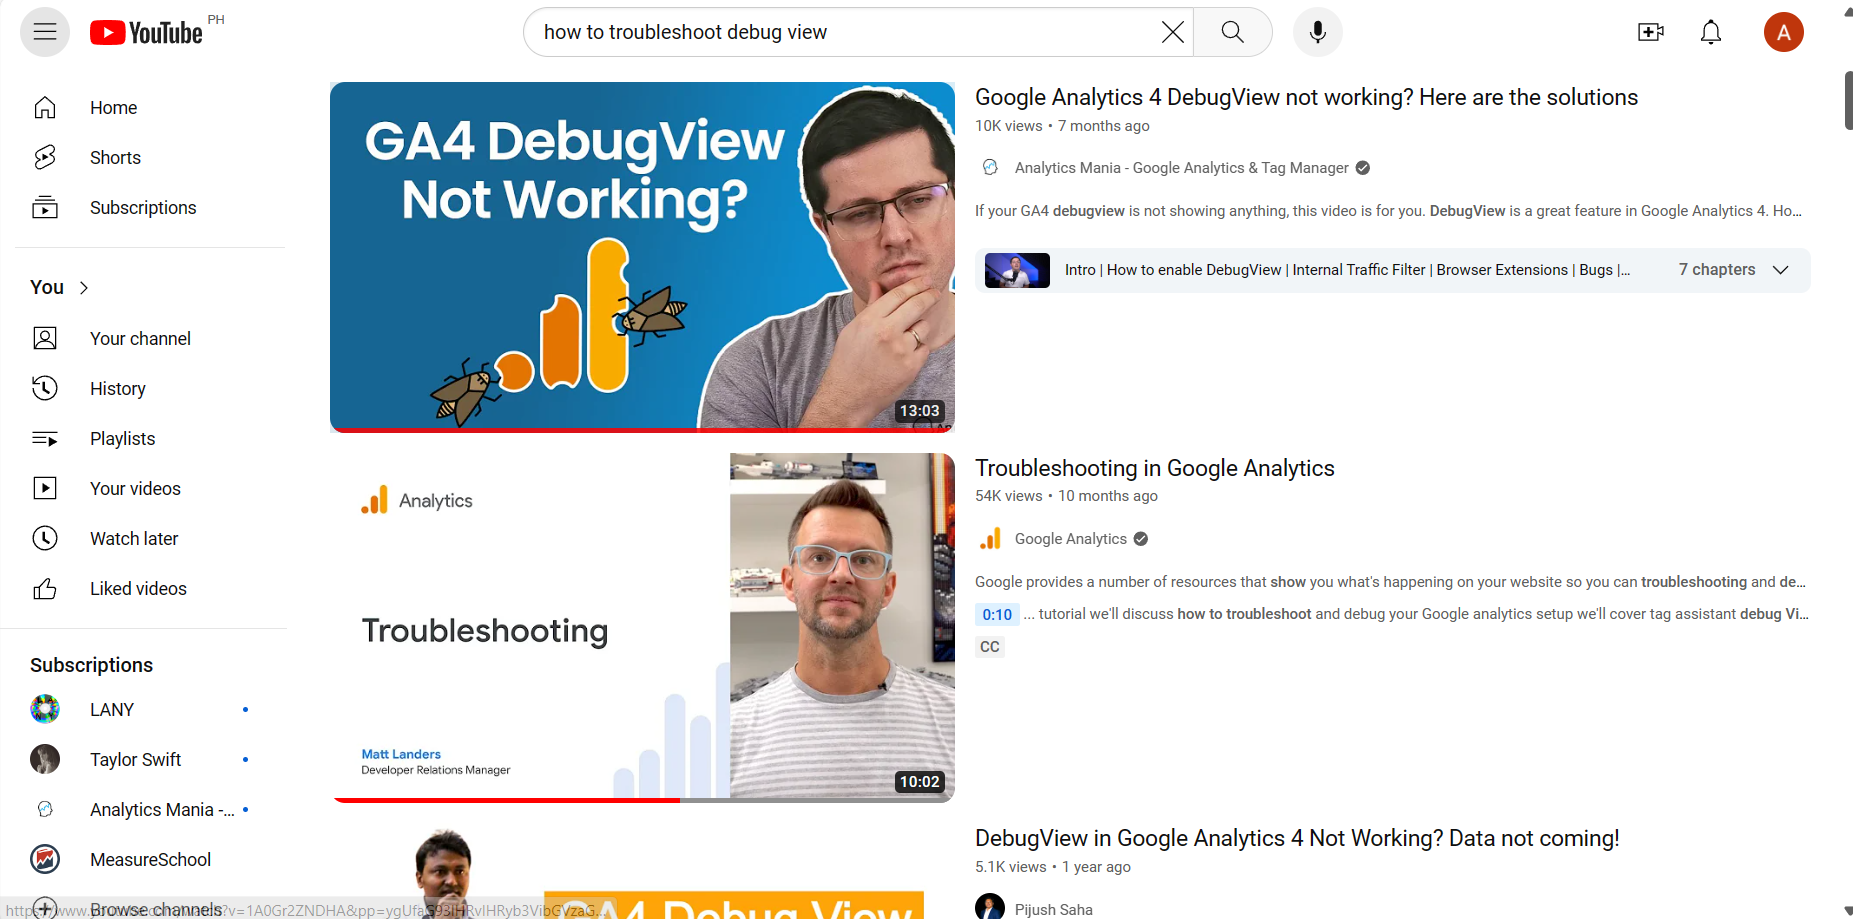 YouTube PH
how to troubleshoot debug view
A
Home
Shorts
Subscriptions
You
Your channel
History
Playlists
Your videos
Watch later
Liked videos
Subscriptions
LANY
Taylor Swift
Analytics Mania -...
MeasureSchool
Browse channels
GA4 DebugView
Not Working?
13:03
Google Analytics 4 DebugView not working? Here are the solutions
10K views • 7 months ago
Analytics Mania - Google Analytics & Tag Manager
If your GA4 debugview is not showing anything, this video is for you. DebugView is a great feature in Google Analytics 4. Ho...
Intro | How to enable DebugView | Internal Traffic Filter | Browser Extensions | Bugs |...
7 chapters
Analytics
Troubleshooting
Matt Landers
Developer Relations Manager
10:02
Troubleshooting in Google Analytics
54K views • 10 months ago
Google Analytics
Google provides a number of resources that show you what's happening on your website so you can troubleshooting and de...
0:10 ... tutorial we'll discuss how to troubleshoot and debug your Google analytics setup we'll cover tag assistant debug Vi...
CC
GA4 Debug View
DebugView in Google Analytics 4 Not Working? Data not coming!
5.1K views • 1 year ago
Pijush Saha